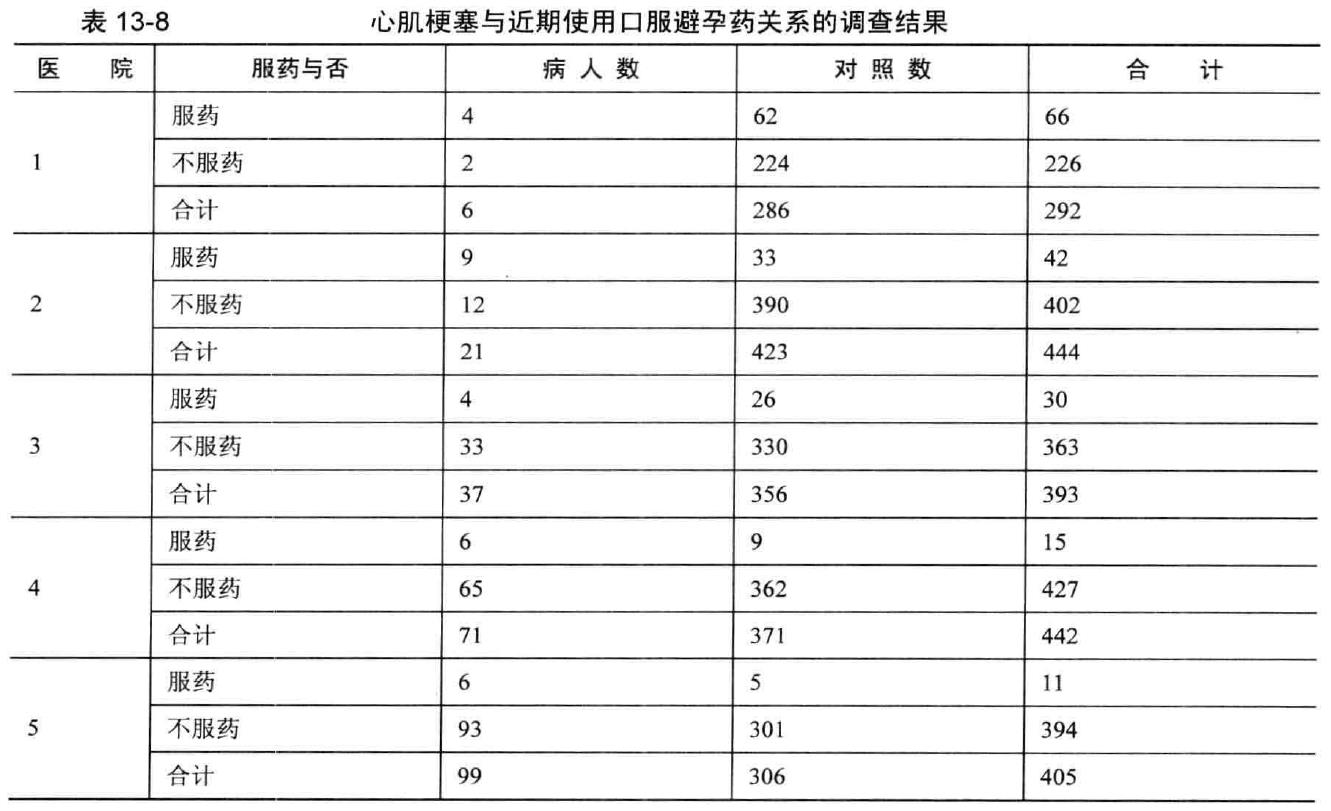 表 13-8 心肌梗塞与近期使用口服避孕药关系的调查结果
医 院 服药与否 病 人 数 对 照 数 合 计
服药 4 62 66
1 不服药 2 224 226
合计 6 286 292
服药 9 33 42
2 不服药 12 390 402
合计 21 423 444
服药 4 26 30
3 不服药 33 330 363
合计 37 356 393
服药 6 9 15
4 不服药 65 362 427
合计 71 371 442
服药 6 5 11
5 不服药 93 301 394
合计 99 306 405